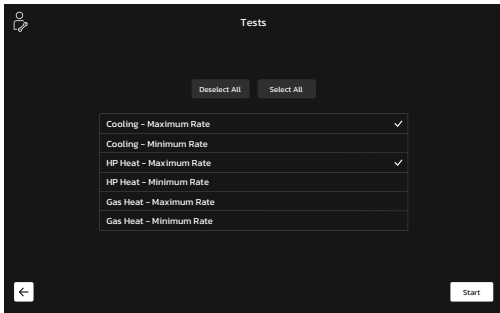 Tests
Deselect All
Select All
Cooling - Maximum Rate
Cooling - Minimum Rate
HP Heat - Maximum Rate
HP Heat - Minimum Rate
Gas Heat - Maximum Rate
Gas Heat - Minimum Rate
Start